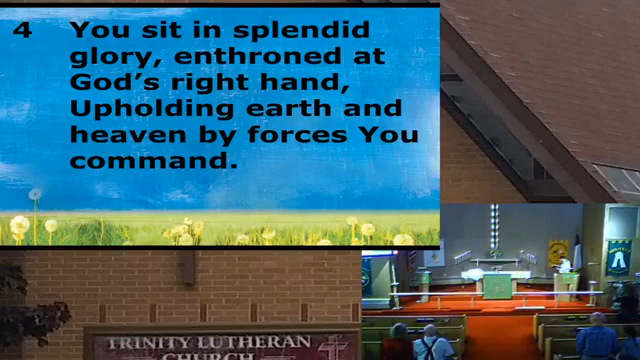 4 You sit in splendid
glory, enthroned at
God's right hand,
Upholding earth and
heaven by forces You
command.
TRINITY LUTHERAN
CHURCH